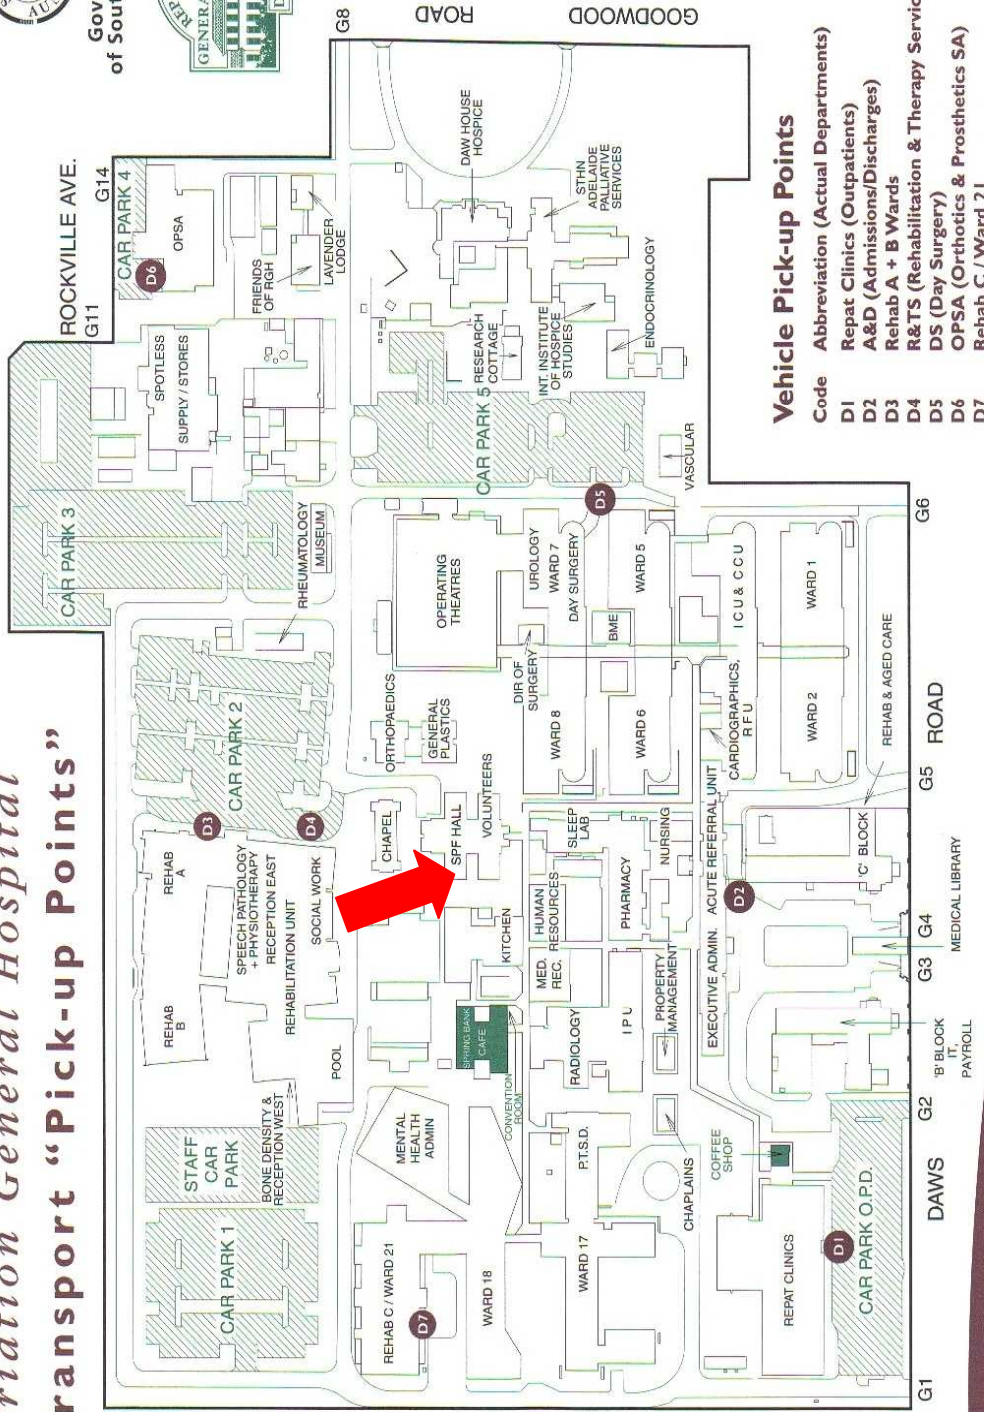 riation General Hospital
ransport “Pick-up Points”
Gov
of Sout
AU
REP
GENERA
D
ROCKVILLE AVE.
G14
G11
G8
CAR PARK 4
D6
OPSA
FRIENDS
OF RGH
LAVENDER
LODGE
SPOTLESS
SUPPLY / STORES
CAR PARK 3
RHEUMATOLOGY
MUSEUM
CAR PARK 2
D3
D4
REHAB
A
REHAB
B
SPEECH PATHOLOGY
+ PHYSIOTHERAPY
RECEPTION EAST
REHABILITATION UNIT
SOCIAL WORK
POOL
BONE DENSITY &
RECEPTION WEST
STAFF
CAR
PARK
CAR PARK 1
GOODWOOD
ROAD
DAW HOUSE
HOSPICE
STHN
ADELAIDE
PALLIATIVE
SERVICES
ENDOCRINOLOGY
INT. INSTITUTE
OF HOSPICE
STUDIES
RESEARCH
COTTAGE
CAR PARK 5
VASCULAR
D5
OPERATING
THEATRES
UROLOGY
WARD 7
DAY SURGERY
WARD 5
BME
DIR OF
SURGERY
ORTHOPAEDICS
GENERAL
PLASTICS
WARD 8
WARD 6
ICU & CCU
WARD 1
CARDIOGRAPHICS,
RFU
WARD 2
CHAPEL
SPF HALL
VOLUNTEERS
SLEEP
LAB
NURSING
PHARMACY
HUMAN
RESOURCES
KITCHEN
MED.
REC.
SPRING BANK
CAFE
CONVENTION
ROOM
RADIOLOGY
IPU
PROPERTY
MANAGEMENT
EXECUTIVE ADMIN.
ACUTE REFERRAL UNIT
D2
'C' BLOCK
REHAB & AGED CARE
MEDICAL LIBRARY
'B' BLOCK
IT,
PAYROLL
MENTAL
HEALTH
ADMIN
P.T.S.D.
CHAPLAINS
COFFEE
SHOP
REHAB C / WARD 21
D7
WARD 18
WARD 17
REPAT CLINICS
D1
CAR PARK O.P.D.
G1
G2
G3
G4
G5
G6
DAWS
ROAD
Vehicle Pick-up Points
Code Abbreviation (Actual Departments)
D1 Repat Clinics (Outpatients)
D2 A&D (Admissions/Discharges)
D3 Rehab A + B Wards
D4 R&TS (Rehabilitation & Therapy Servic
D5 DS (Day Surgery)
D6 OPSA (Orthotics & Prosthetics SA)
D7 Rehab C / Ward 21